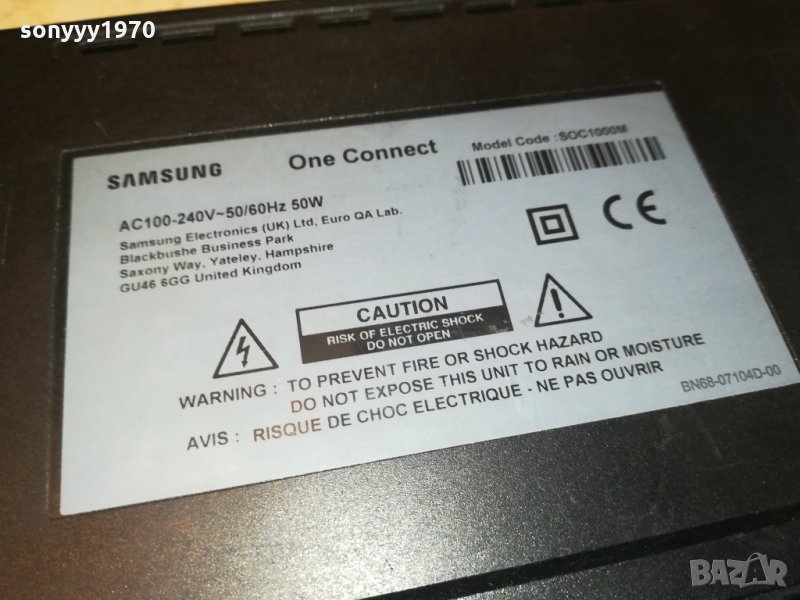 sonyyy1970
SAMSUNG One Connect Model Code : SOC1000M
AC100-240V~50/60Hz 50W
Samsung Electronics (UK) Ltd, Euro QA Lab.
Blackbushe Business Park
Saxony Way, Yateley, Hampshire
GU46 6GG United Kingdom
CE
CAUTION
RISK OF ELECTRIC SHOCK
DO NOT OPEN
WARNING : TO PREVENT FIRE OR SHOCK HAZARD
DO NOT EXPOSE THIS UNIT TO RAIN OR MOISTURE
AVIS : RISQUE DE CHOC ELECTRIQUE - NE PAS OUVRIR
BN68-07104D-00
BAZAR